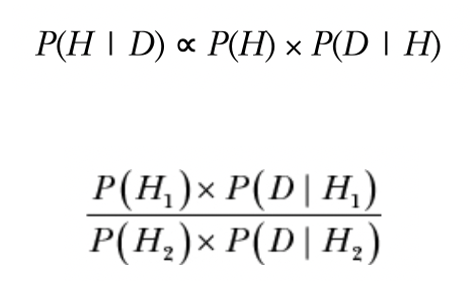 P(H | D) ∝ P(H) × P(D | H)
P(H₁) × P(D | H₁)
P(H₂) × P(D | H₂)